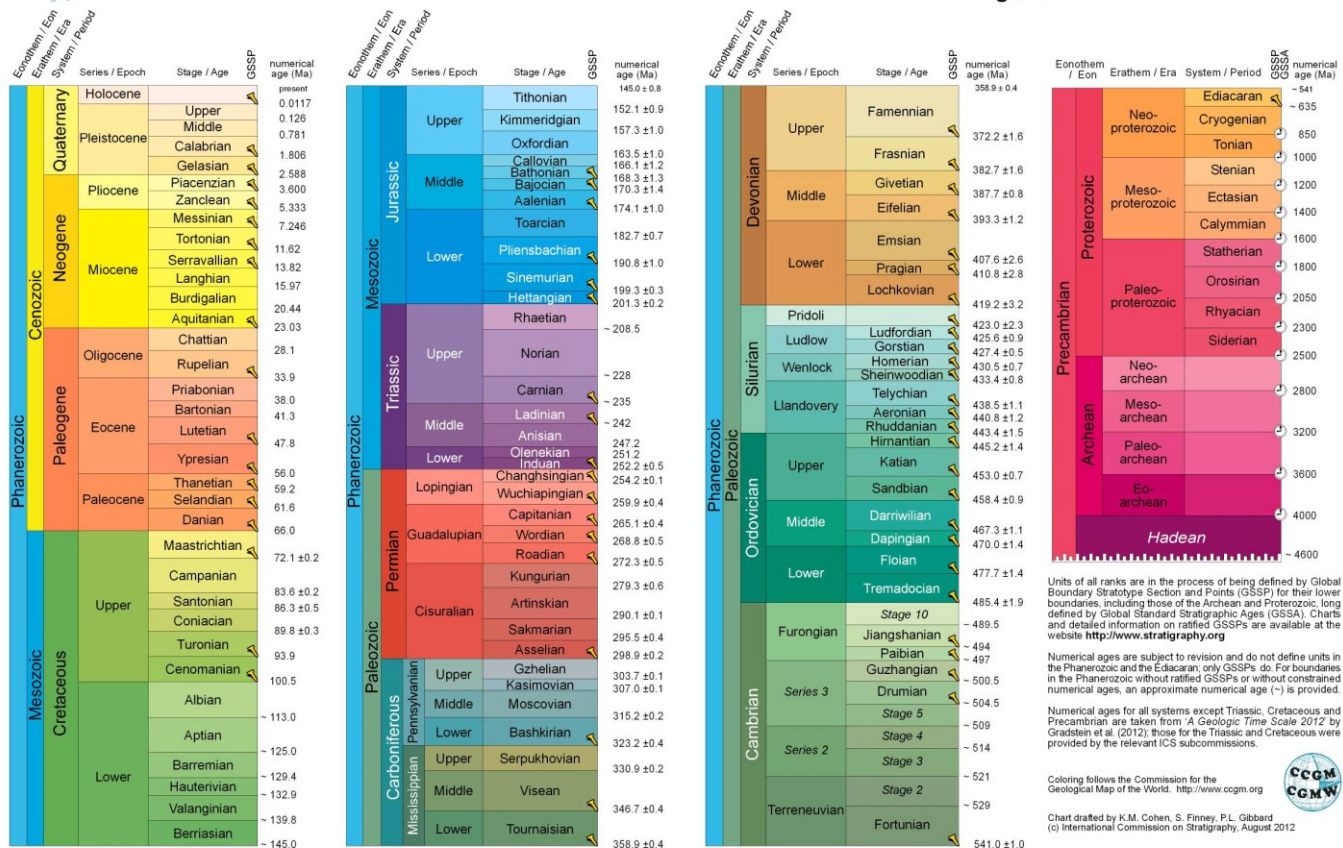 Eonothem / Eon
Erathem / Era
System / Period
Series / Epoch
Stage / Age
GSSP
numerical
age (Ma)
Phanerozoic
Cenozoic
Mesozoic
Quaternary
Neogene
Paleogene
Cretaceous
present
Holocene
0.0117
Pleistocene
Upper
0.126
Middle
0.781
Calabrian
1.806
Gelasian
2.588
Pliocene
Piacenzian
3.600
Zanclean
5.333
Miocene
Messinian
7.246
Tortonian
11.62
Serravallian
13.82
Langhian
15.97
Burdigalian
20.44
Aquitanian
23.03
Oligocene
Chattian
28.1
Rupelian
33.9
Eocene
Priabonian
38.0
Bartonian
41.3
Lutetian
47.8
Ypresian
56.0
Paleocene
Thanetian
59.2
Selandian
61.6
Danian
66.0
Upper
Maastrichtian
72.1 ±0.2
Campanian
83.6 ±0.2
Santonian
86.3 ±0.5
Coniacian
89.8 ±0.3
Turonian
93.9
Cenomanian
100.5
Lower
Albian
~ 113.0
Aptian
~ 125.0
Barremian
~ 129.4
Hauterivian
~ 132.9
Valanginian
~ 139.8
Berriasian
~ 145.0
Eonothem / Eon
Erathem / Era
System / Period
Series / Epoch
Stage / Age
GSSP
numerical
age (Ma)
Phanerozoic
Mesozoic
Paleozoic
Jurassic
Triassic
Permian
Carboniferous
145.0 ± 0.8
Upper
Tithonian
152.1 ±0.9
Kimmeridgian
157.3 ±1.0
Oxfordian
163.5 ±1.0
Middle
Callovian
166.1 ±1.2
Bathonian
168.3 ±1.3
Bajocian
170.3 ±1.4
Aalenian
174.1 ±1.0
Lower
Toarcian
182.7 ±0.7
Pliensbachian
190.8 ±1.0
Sinemurian
199.3 ±0.3
Hettangian
201.3 ±0.2
Upper
Rhaetian
~ 208.5
Norian
~ 228
Carnian
~ 235
Middle
Ladinian
~ 242
Anisian
247.2
Lower
Olenekian
251.2
Induan
252.2 ±0.5
Lopingian
Changhsingian
254.2 ±0.1
Wuchiapingian
259.9 ±0.4
Guadalupian
Capitanian
265.1 ±0.4
Wordian
268.8 ±0.5
Roadian
272.3 ±0.5
Cisuralian
Kungurian
279.3 ±0.6
Artinskian
290.1 ±0.1
Sakmarian
295.5 ±0.4
Asselian
298.9 ±0.2
Pennsylvanian
Upper
Gzhelian
303.7 ±0.1
Kasimovian
307.0 ±0.1
Middle
Moscovian
315.2 ±0.2
Lower
Bashkirian
323.2 ±0.4
Mississippian
Upper
Serpukhovian
330.9 ±0.2
Middle
Visean
346.7 ±0.4
Lower
Tournaisian
358.9 ±0.4
Eonothem / Eon
Erathem / Era
System / Period
Series / Epoch
Stage / Age
GSSP
numerical
age (Ma)
Phanerozoic
Paleozoic
Devonian
Silurian
Ordovician
Cambrian
358.9 ± 0.4
Upper
Famennian
372.2 ±1.6
Frasnian
382.7 ±1.6
Middle
Givetian
387.7 ±0.8
Eifelian
393.3 ±1.2
Lower
Emsian
407.6 ±2.6
Pragian
410.8 ±2.8
Lochkovian
419.2 ±3.2
Pridoli
423.0 ±2.3
Ludlow
Ludfordian
425.6 ±0.9
Gorstian
427.4 ±0.5
Wenlock
Homerian
430.5 ±0.7
Sheinwoodian
433.4 ±0.8
Llandovery
Telychian
438.5 ±1.1
Aeronian
440.8 ±1.2
Rhuddanian
443.4 ±1.5
Upper
Hirnantian
445.2 ±1.4
Katian
453.0 ±0.7
Sandbian
458.4 ±0.9
Middle
Darriwilian
467.3 ±1.1
Dapingian
470.0 ±1.4
Lower
Floian
477.7 ±1.4
Tremadocian
485.4 ±1.9
Furongian
Stage 10
~ 489.5
Jiangshanian
~ 494
Paibian
~ 497
Series 3
Guzhangian
~ 500.5
Drumian
~ 504.5
Stage 5
~ 509
Series 2
Stage 4
~ 514
Stage 3
~ 521
Terreneuvian
Stage 2
~ 529
Fortunian
541.0 ±1.0
Eonothem
/ Eon
Erathem / Era
System / Period
GSSP
GSSA
numerical
age (Ma)
Precambrian
Proterozoic
Archean
~ 541
Neo-
proterozoic
Ediacaran
~ 635
Cryogenian
850
Tonian
1000
Meso-
proterozoic
Stenian
1200
Ectasian
1400
Calymmian
1600
Paleo-
proterozoic
Statherian
1800
Orosirian
2050
Rhyacian
2300
Siderian
2500
Neo-
archean
2800
Meso-
archean
3200
Paleo-
archean
3600
Eo-
archean
4000
Hadean
~ 4600
Units of all ranks are in the process of being defined by Global
Boundary Stratotype Section and Points (GSSP) for their lower
boundaries, including those of the Archean and Proterozoic, long
defined by Global Standard Stratigraphic Ages (GSSA). Charts
and detailed information on ratified GSSPs are available at the
website http://www.stratigraphy.org
Numerical ages are subject to revision and do not define units in
the Phanerozoic and the Ediacaran; only GSSPs do. For boundaries
in the Phanerozoic without ratified GSSPs or without constrained
numerical ages, an approximate numerical age (~) is provided.
Numerical ages for all systems except Triassic, Cretaceous and
Precambrian are taken from 'A Geologic Time Scale 2012' by
Gradstein et al. (2012); those for the Triassic and Cretaceous were
provided by the relevant ICS subcommissions.
Coloring follows the Commission for the
Geological Map of the World. http://www.ccgm.org
CCGM
CGMW
Chart drafted by K.M. Cohen, S. Finney, P.L. Gibbard
(c) International Commission on Stratigraphy, August 2012